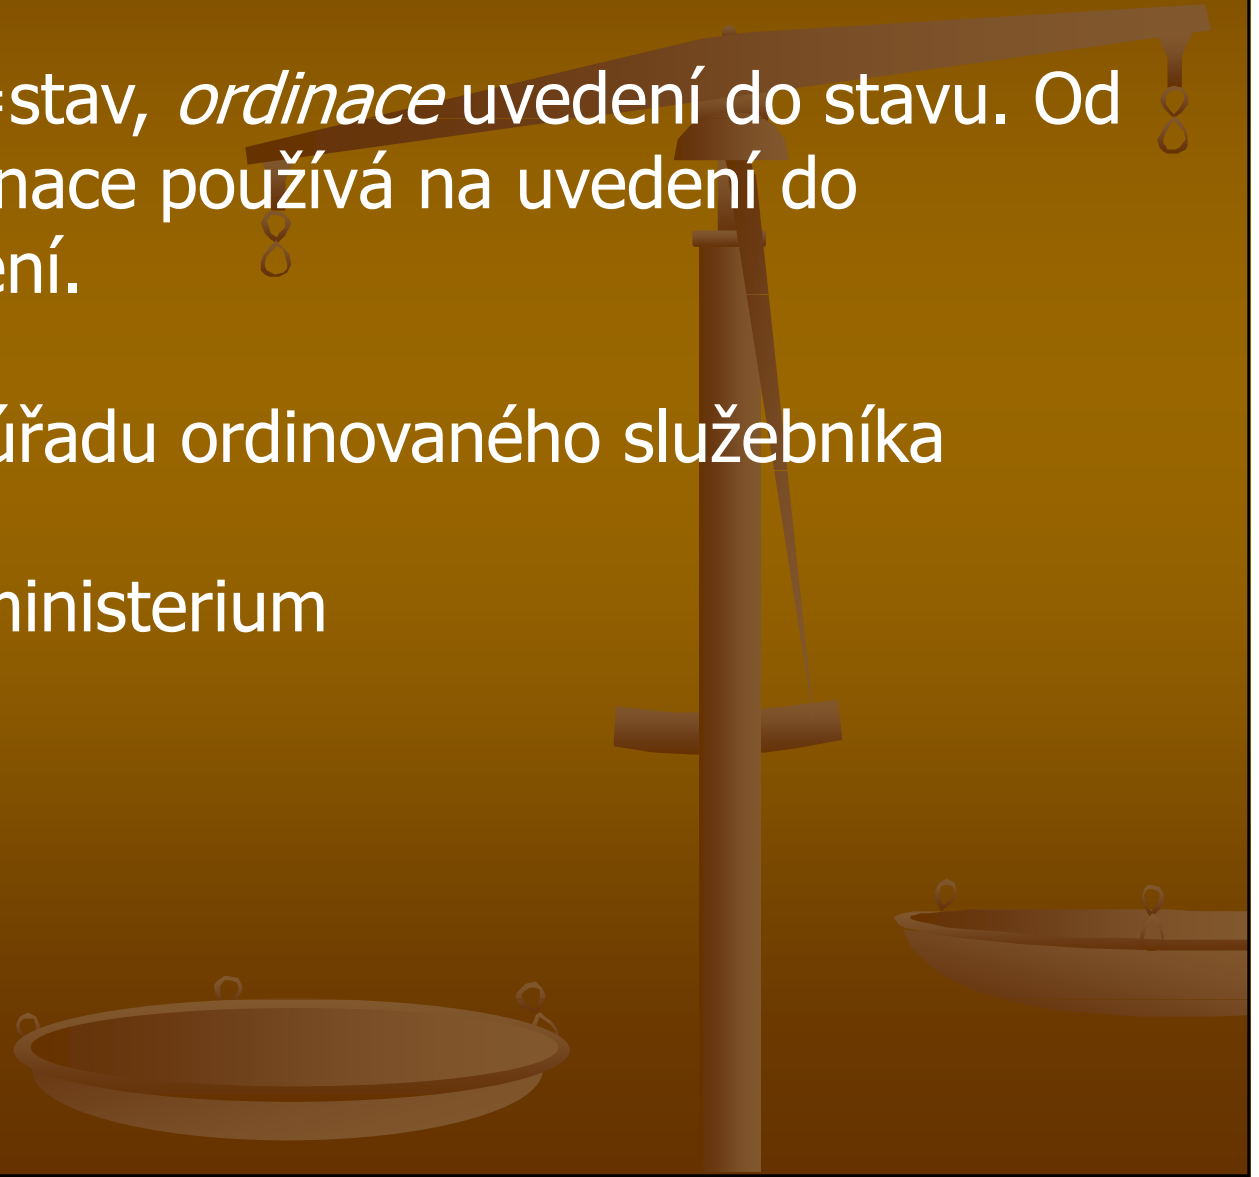 =stav, ordinace uvedení do stavu. Od
nace používá na uvedení do
ení.
úřadu ordinovaného služebníka
ministerium